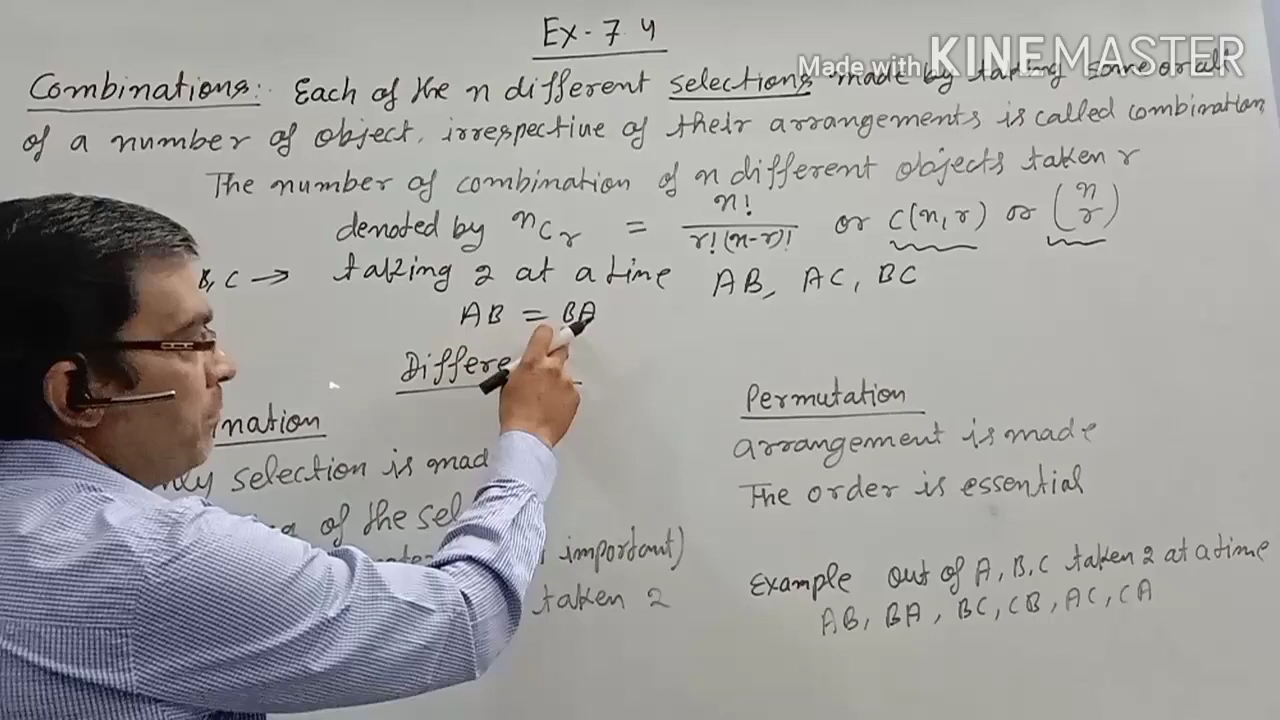 Ex- 7.4
Made with KINEMASTER
Combinations: Each of the n different selections made by taking some or all
of a number of object, irrespective of their arrangements is called combination
The number of combination of n different objects taken r
denoted by nCr = n!/r!(n-r)! or C(n,r) or (n r)
B, C → taking 2 at a time AB, AC, BC
AB = BA
Permutation
selection is made
arrangement is made
of the
The order is essential
important)
taken 2
Example out of A, B, C taken 2 at a time
AB, BA, BC, CB, AC, CA